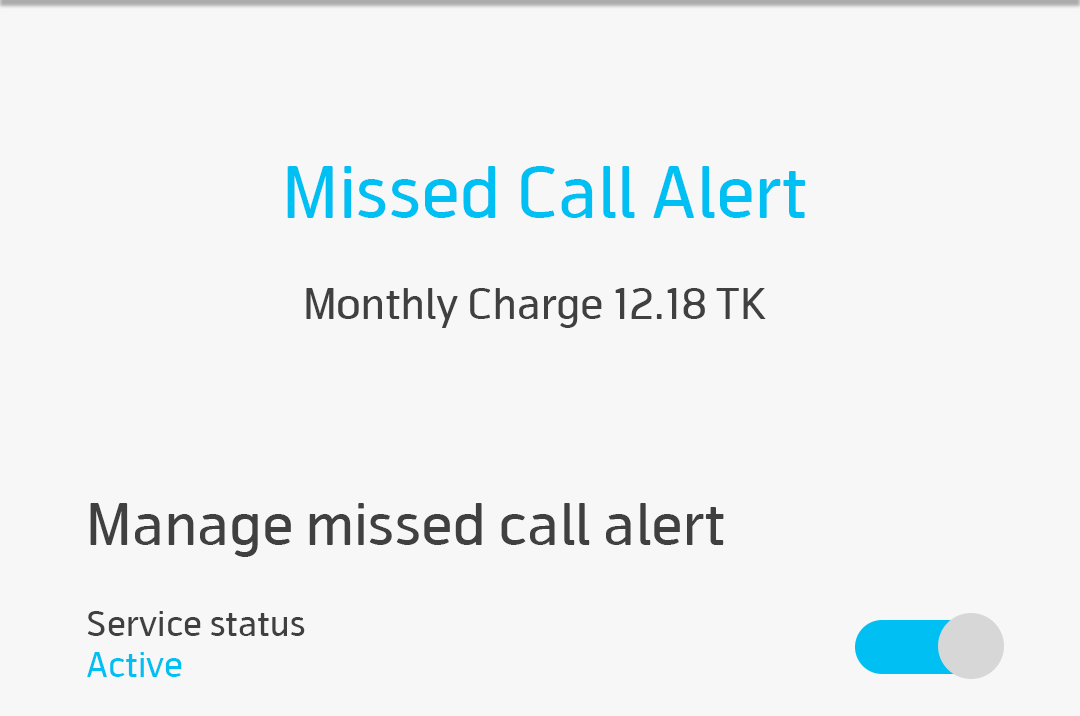 Missed Call Alert
Monthly Charge 12.18 TK
Manage missed call alert
Service status
Active